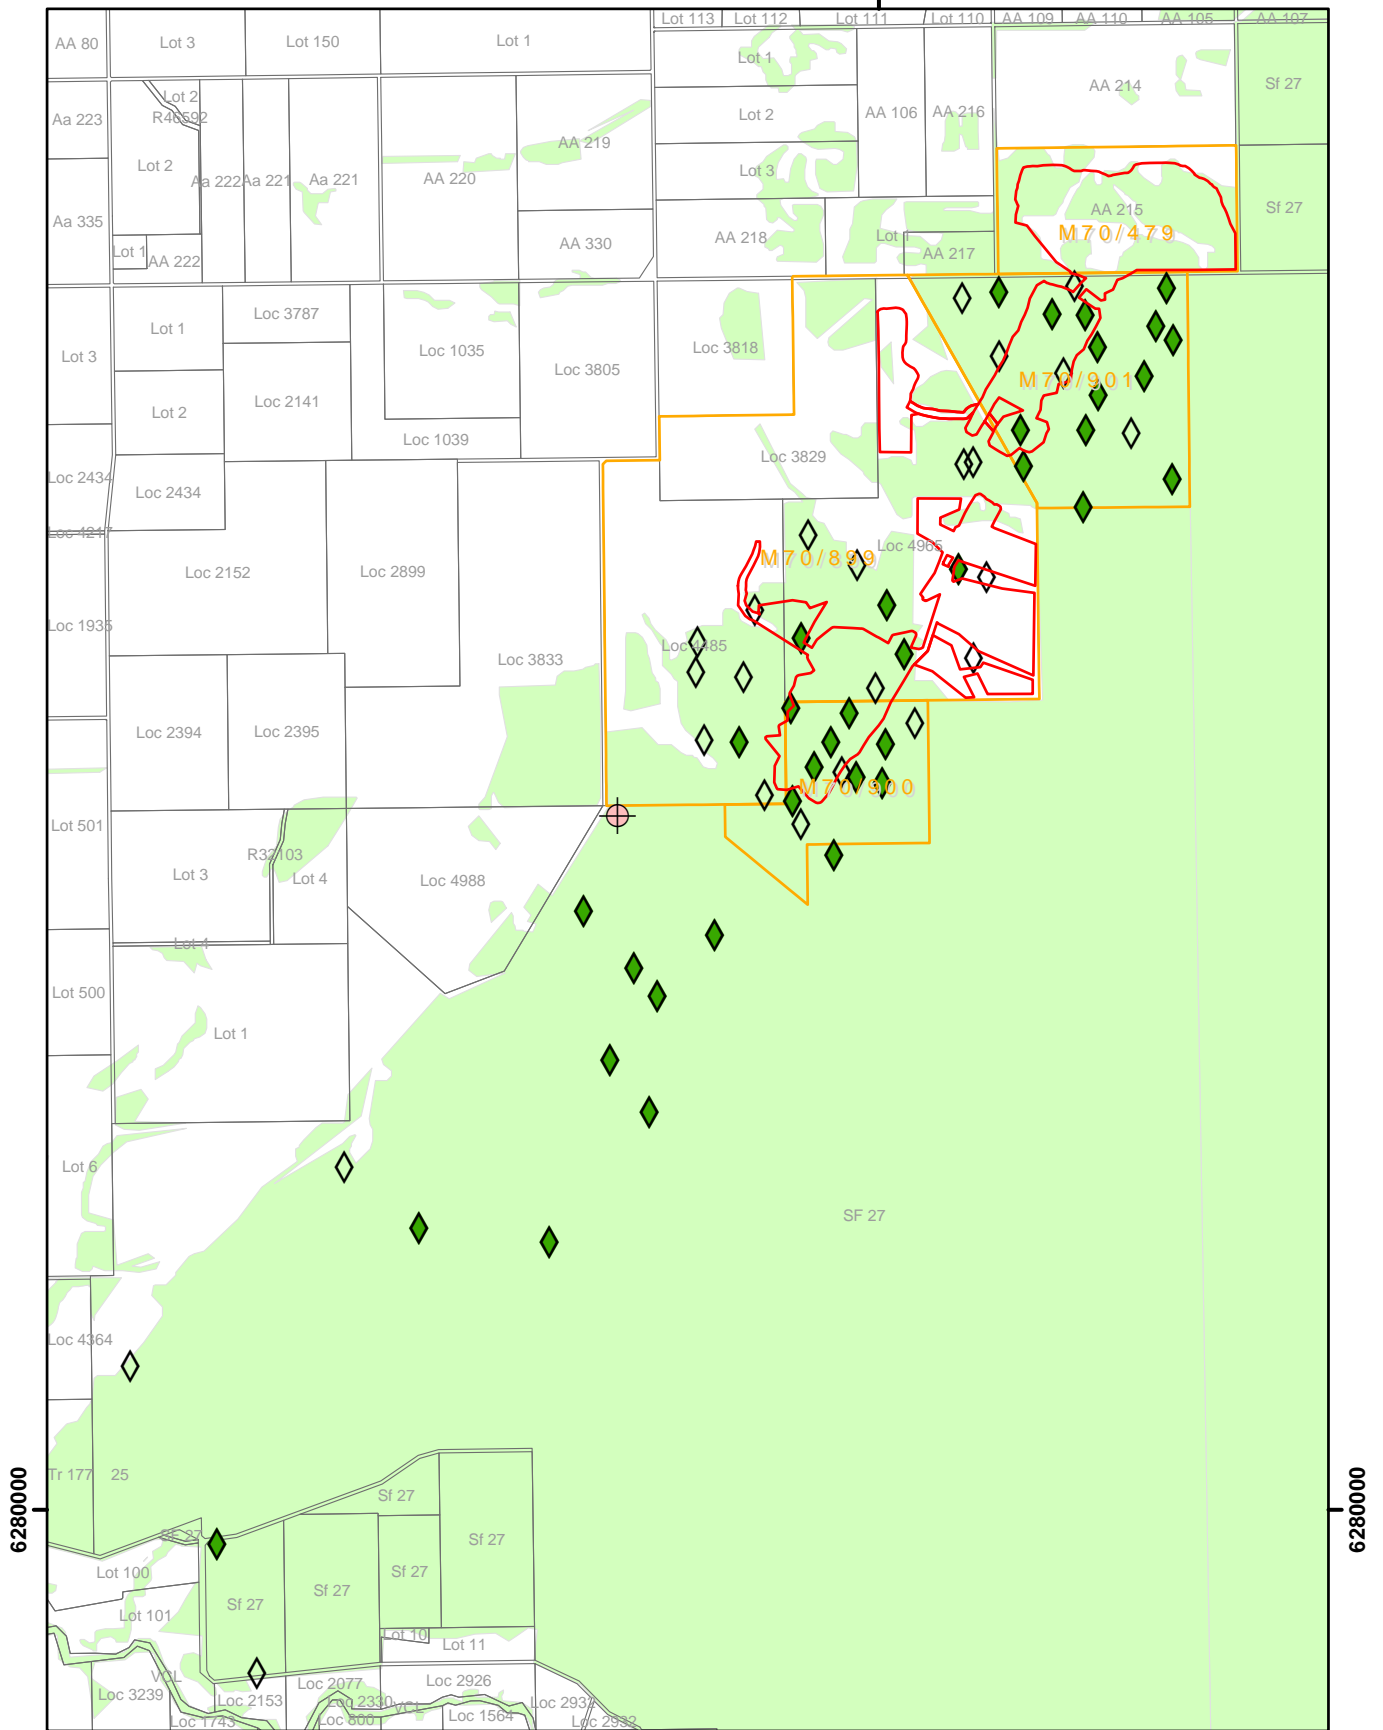 Lot 113 Lot 112 Lot 111 Lot 110 AA 109 AA 110 AA 105 AA 107
AA 80 Lot 3 Lot 150 Lot 1
Lot 1
AA 214 Sf 27
Lot 2
R46592
Aa 223 Lot 2 AA 106 AA 216
AA 219
Lot 2 Aa 222 Aa 221 Aa 221 AA 220 Lot 3
Aa 335 AA 215 Sf 27
M70/479
AA 218 Lot 1
AA 330 AA 217
Lot 1 AA 222
Loc 3787
Lot 1
Lot 3 Loc 1035 Loc 3818
Loc 3805
M70/901
Loc 2141
Lot 2
Loc 1039
Loc 3829
Loc 2434 Loc 2434
Loc 4217
Loc 4965
M70/899
Loc 2152 Loc 2899
Loc 1935
Loc 4485
Loc 3833
Loc 2394 Loc 2395
M70/900
Lot 501
R32103
Lot 3 Lot 4 Loc 4988
Lot 4
Lot 500
Lot 1
Lot 6
SF 27
Loc 4364
Tr 177 25
Sf 27
6280000 6280000
SF 27
Sf 27
Lot 100 Sf 27
Sf 27 Sf 27
Lot 101
Lot 10
Lot 11
VCL
Loc 2077 Loc 2926
Loc 3239 Loc 2153 Loc 2330 VCL Loc 2932
Loc 1743 Loc 800 Loc 1564 Loc 2932